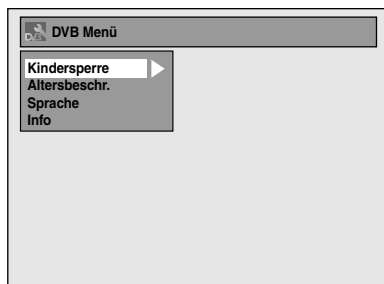 DVB Menü
Kindersperre
Altersbeschr.
Sprache
Info